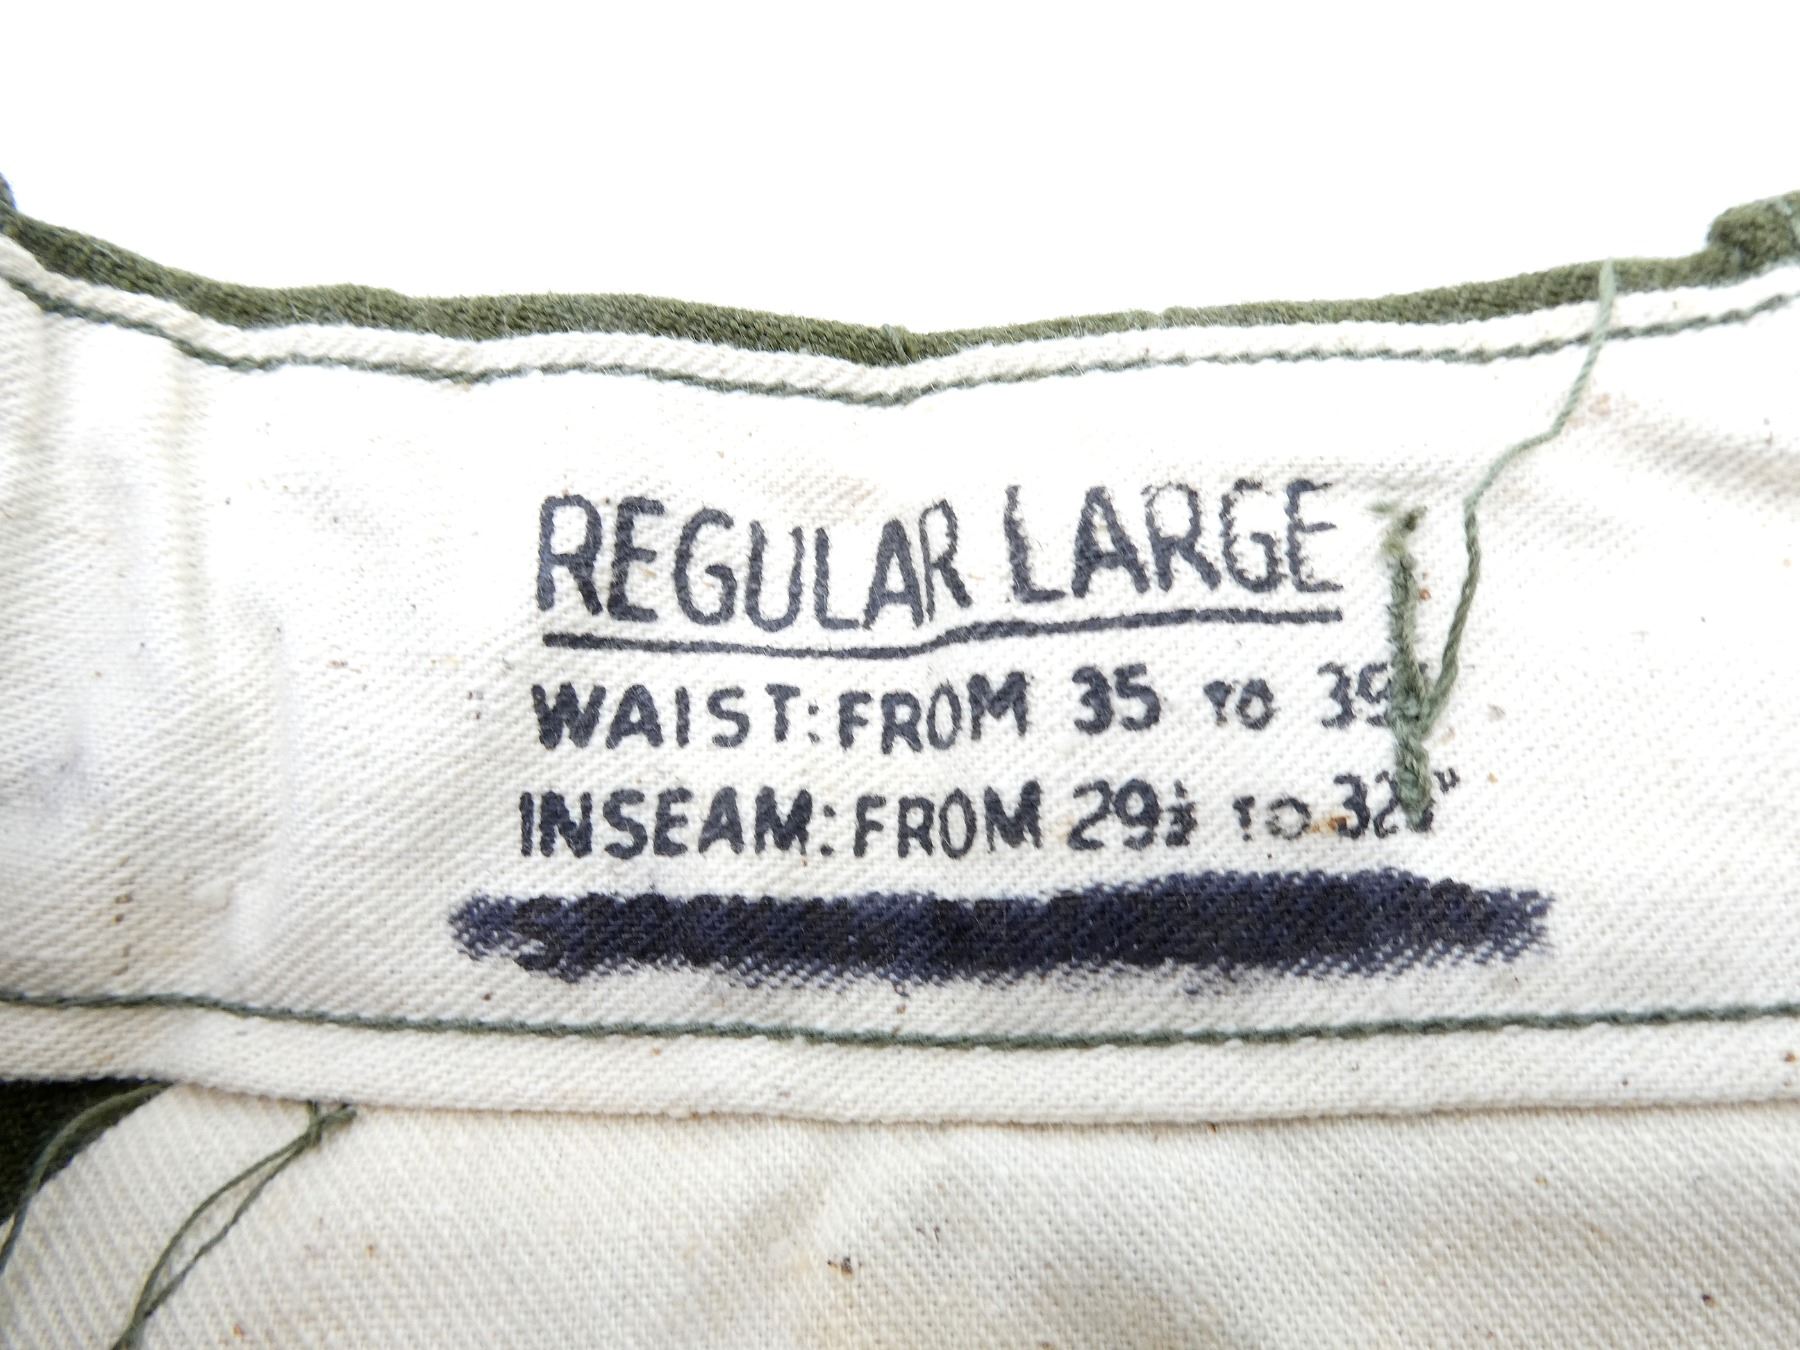 REGULAR LARGE
WAIST: FROM 35 TO 39
INSEAM: FROM 29½ TO 32